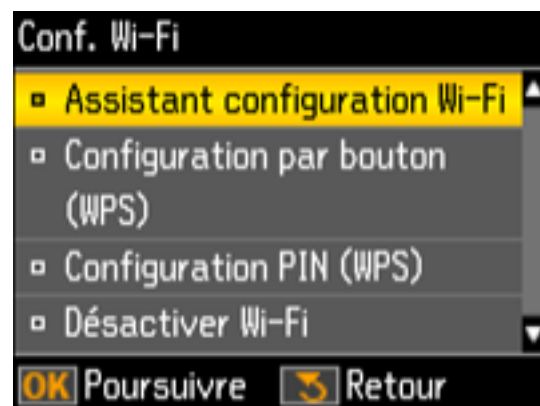 Conf. Wi-Fi
Assistant configuration Wi-Fi
Configuration par bouton
(WPS)
Configuration PIN (WPS)
Désactiver Wi-Fi
OK Poursuivre Retour